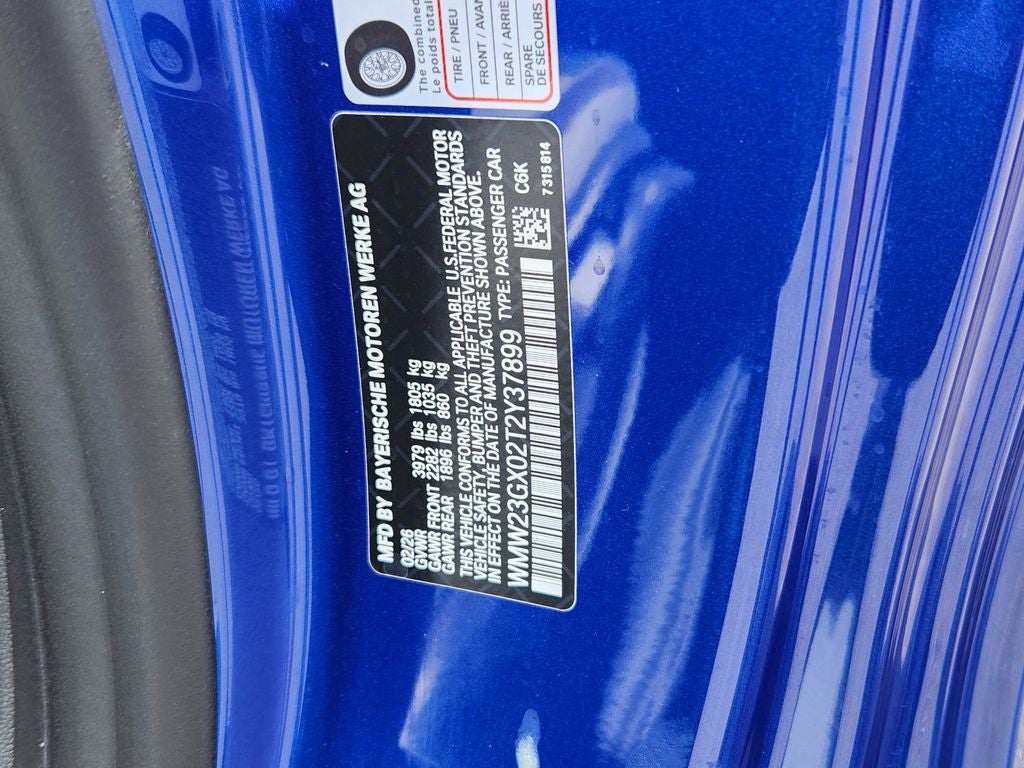 The combined
Le poids total
TIRE / PNEU
FRONT / AVAN
REAR / ARRIÈ
SPARE
DE SECOURS
MFD BY BAYERISCHE MOTOREN WERKE AG
02/26
GVWR 3979 lbs 1805 kg
GAWR FRONT 2282 lbs 1035 kg
GAWR REAR 1896 lbs 860 kg
THIS VEHICLE CONFORMS TO ALL APPLICABLE U.S.FEDERAL MOTOR
VEHICLE SAFETY, BUMPER AND THEFT PREVENTION STANDARDS
IN EFFECT ON THE DATE OF MANUFACTURE SHOWN ABOVE.
WMW23GX02T2Y37899 TYPE: PASSENGER CAR
C6K
7315814